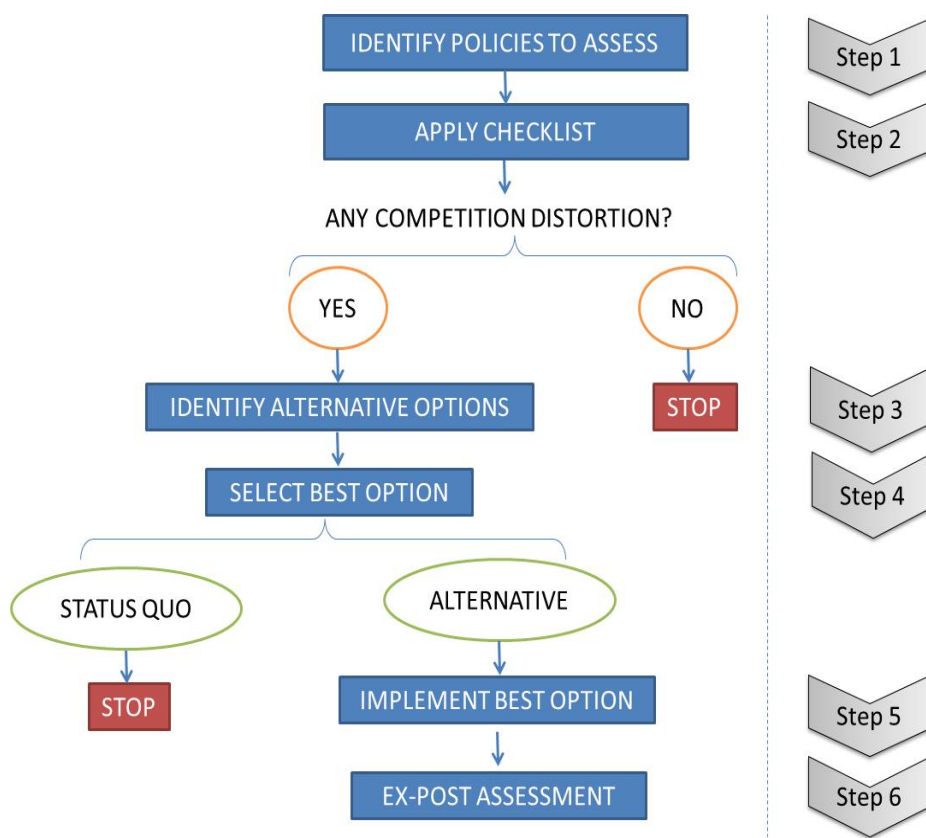 IDENTIFY POLICIES TO ASSESS
Step 1
APPLY CHECKLIST
Step 2
ANY COMPETITION DISTORTION?
YES
NO
IDENTIFY ALTERNATIVE OPTIONS
STOP
Step 3
SELECT BEST OPTION
Step 4
STATUS QUO
ALTERNATIVE
STOP
IMPLEMENT BEST OPTION
Step 5
EX-POST ASSESSMENT
Step 6